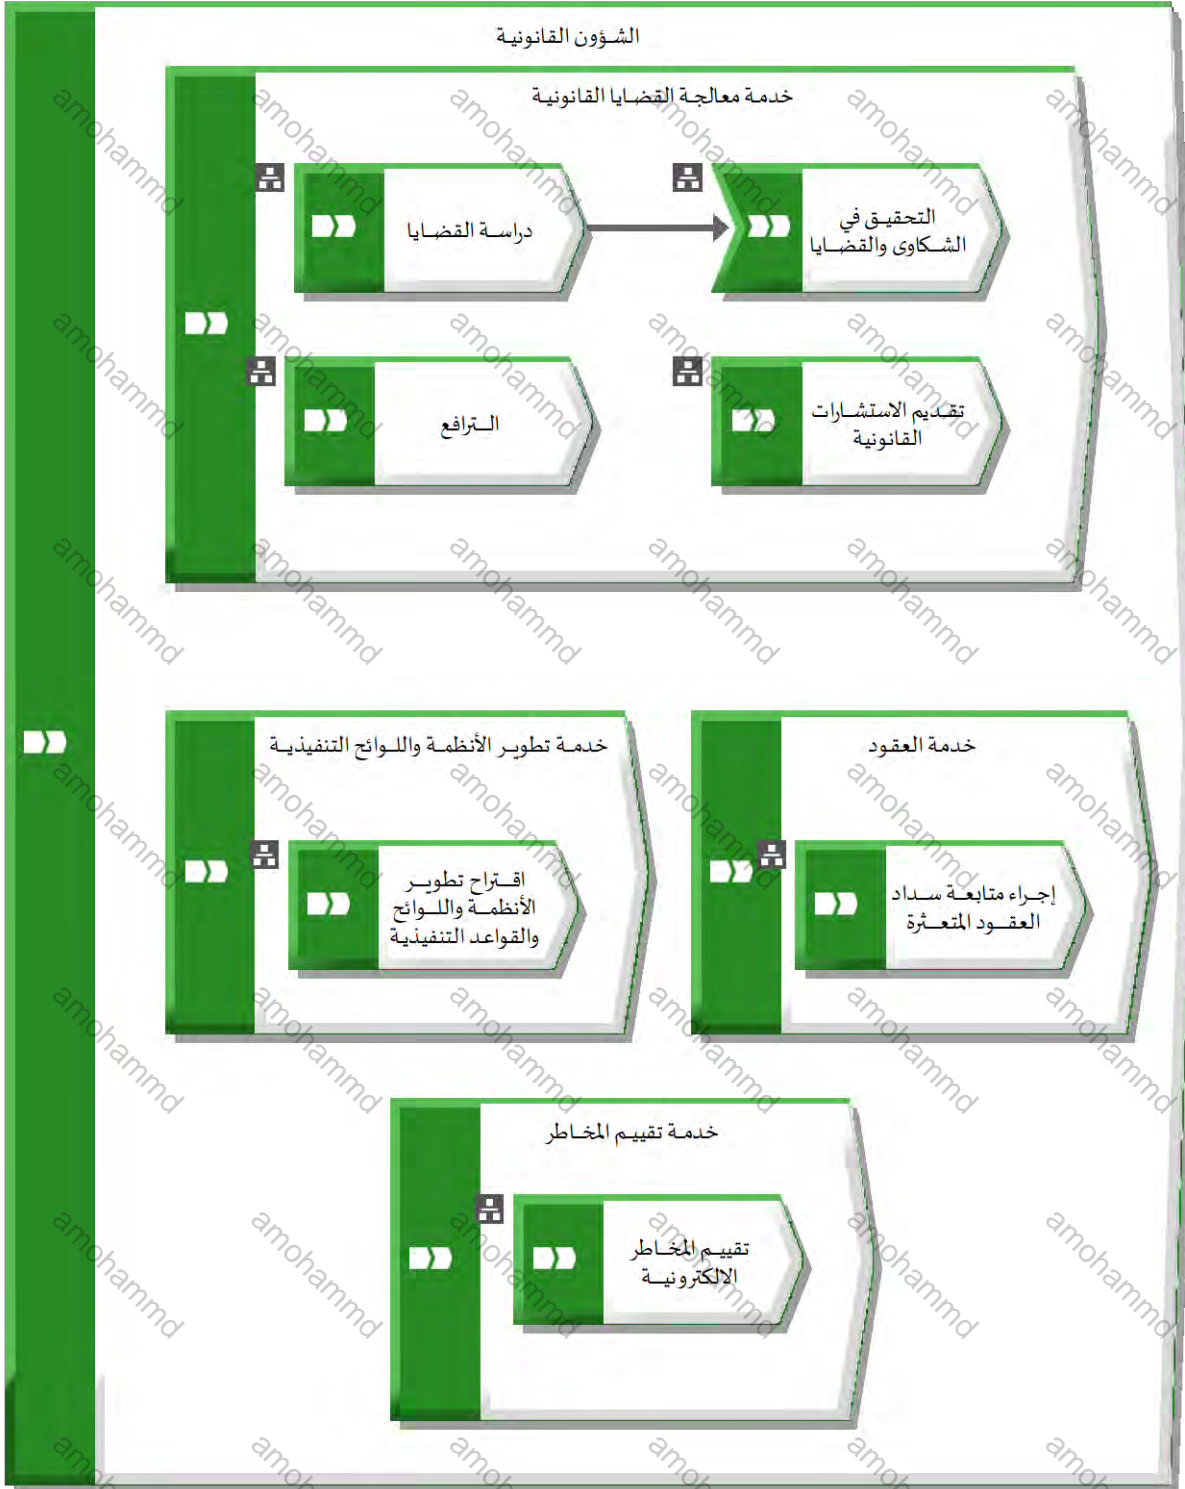 الشؤون القانونية
خدمة معالجة القضايا القانونية
دراسة القضايا
التحقيق في
الشكاوى والقضايا
الترافع
تقديم الاستشارات
القانونية
خدمة تطوير الأنظمة واللوائح التنفيذية
خدمة العقود
اقتراح تطوير
الأنظمة واللوائح
والقواعد التنفيذية
إجراء متابعة سداد
العقود المتعثرة
خدمة تقييم المخاطر
تقييم المخاطر
الالكترونية
amohammd